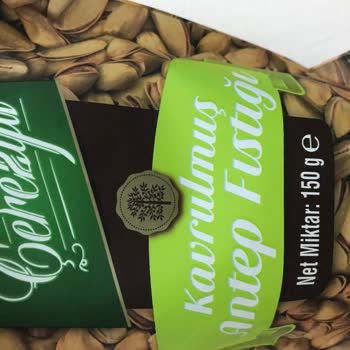 Çerezya
Kavrulmuş
Antep Fıstığı
Net Miktar: 150 g ℮